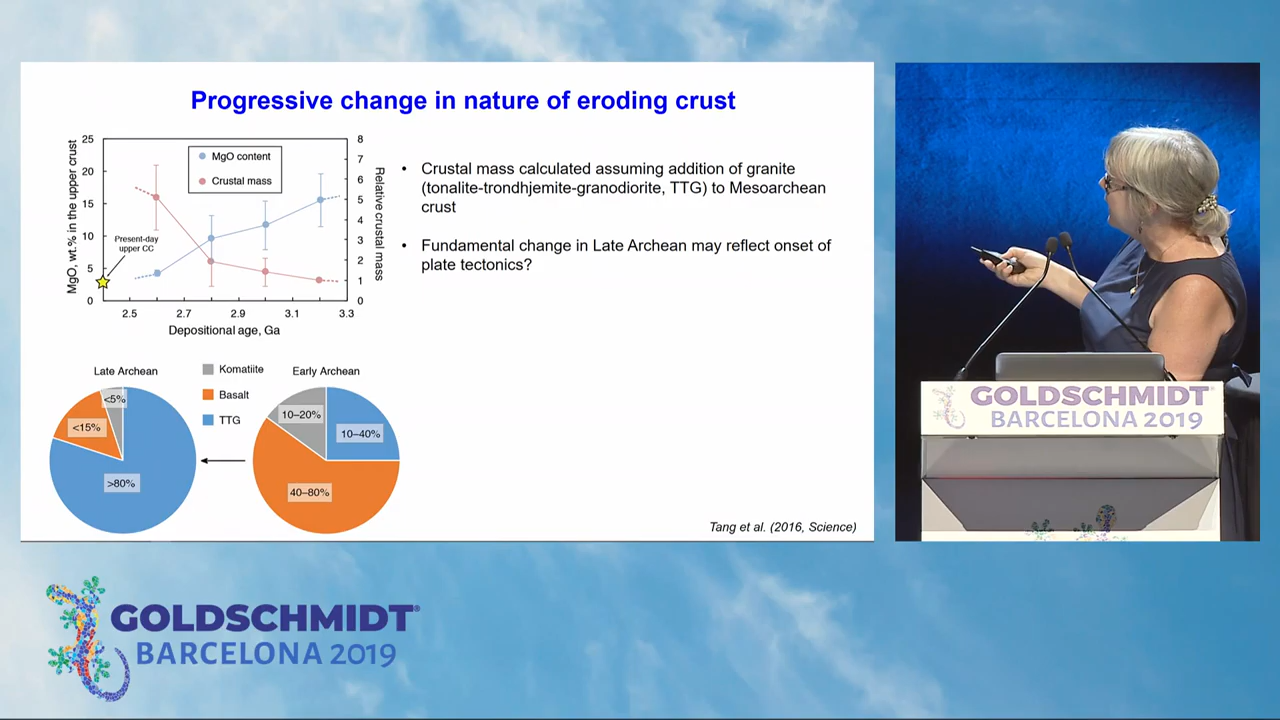 Progressive change in nature of eroding crust
25
20
15
10
5
0
MgO, wt.% in the upper crust
MgO content
Crustal mass
Present-day
upper CC
8
7
6
5
4
3
2
1
0
Relative crustal mass
2.5 2.7 2.9 3.1 3.3
Depositional age, Ga
• Crustal mass calculated assuming addition of granite
(tonalite-trondhjemite-granodiorite, TTG) to Mesoarchean
crust
• Fundamental change in Late Archean may reflect onset of
plate tectonics?
Late Archean
<5%
<15%
>80%
Komatiite
Basalt
TTG
Early Archean
10–20%
10–40%
40–80%
Tang et al. (2016, Science)
GOLDSCHMIDT
BARCELONA 2019
GOLDSCHMIDT®
BARCELONA 2019